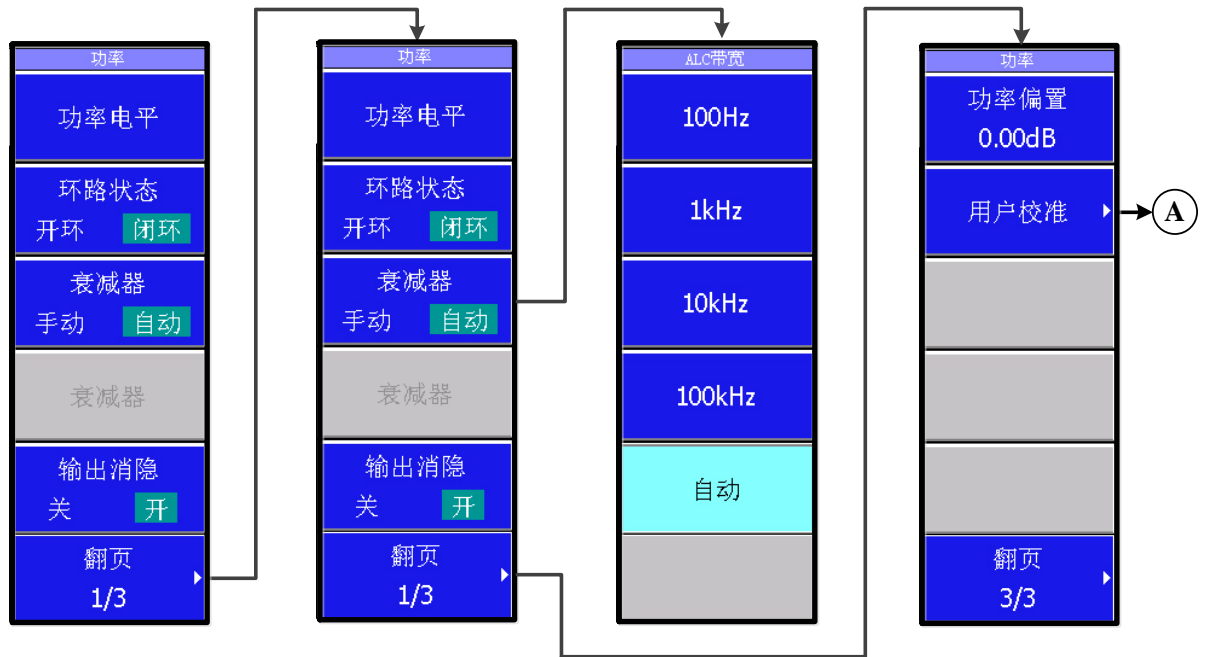 功率
功率电平
环路状态
开环 闭环
衰减器
手动 自动
衰减器
输出消隐
关 开
翻页
1/3
功率
功率电平
环路状态
开环 闭环
衰减器
手动 自动
衰减器
输出消隐
关 开
翻页
1/3
ALC带宽
100Hz
1kHz
10kHz
100kHz
自动
功率
功率偏置
0.00dB
用户校准
翻页
3/3
A